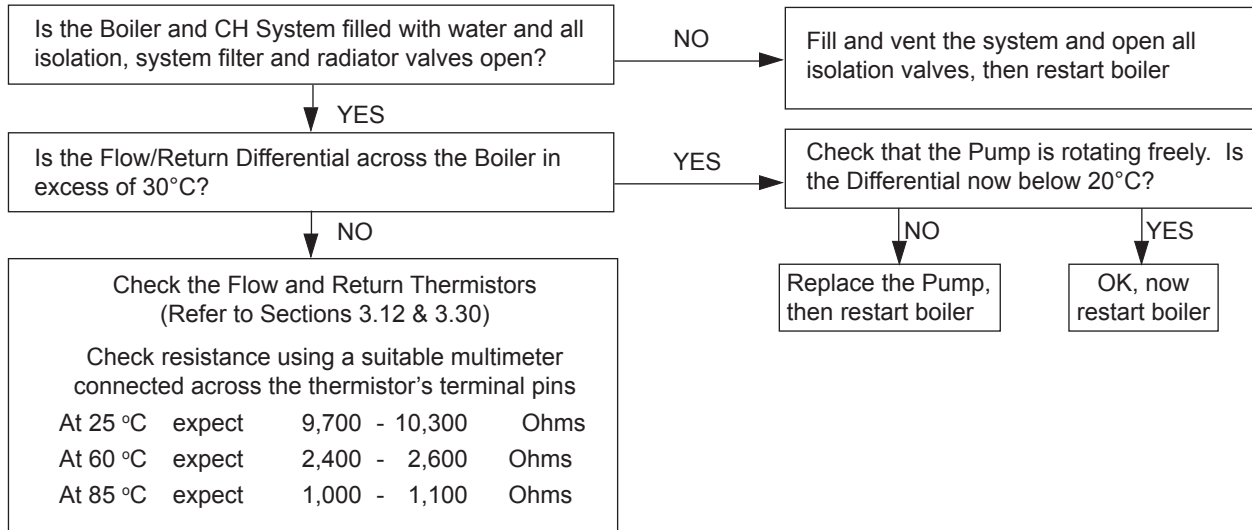 Is the Boiler and CH System filled with water and all
isolation, system filter and radiator valves open?
NO
Fill and vent the system and open all
isolation valves, then restart boiler
YES
Is the Flow/Return Differential across the Boiler in
excess of 30°C?
YES
Check that the Pump is rotating freely. Is
the Differential now below 20°C?
NO
NO
YES
Check the Flow and Return Thermistors
(Refer to Sections 3.12 & 3.30)
Check resistance using a suitable multimeter
connected across the thermistor's terminal pins
At 25 °C expect 9,700 - 10,300 Ohms
At 60 °C expect 2,400 - 2,600 Ohms
At 85 °C expect 1,000 - 1,100 Ohms
Replace the Pump,
then restart boiler
OK, now
restart boiler